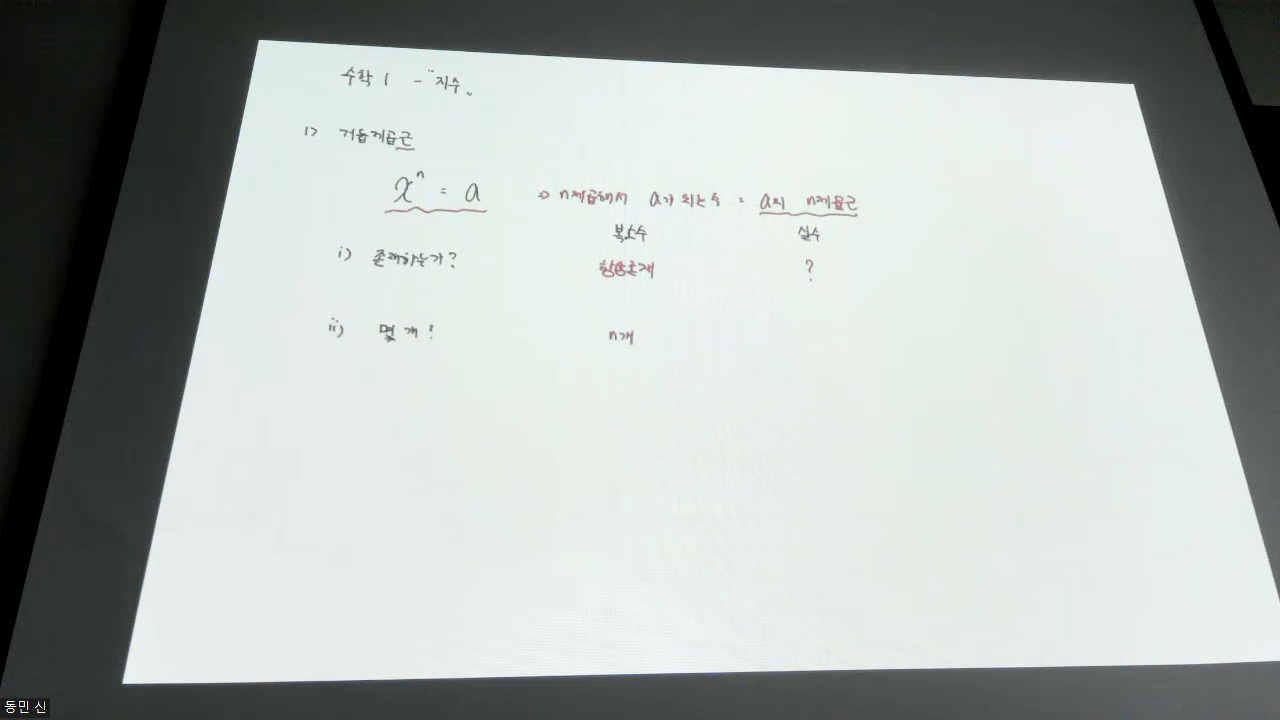 수학 1 - "지수"
1> 거듭제곱근
xⁿ = a ⇒ n제곱해서 a가 되는 수 = a의 n제곱근
복소수 실수
i) 존재하는가? 항상존재 ?
ii) 몇 개? n개
동민 신